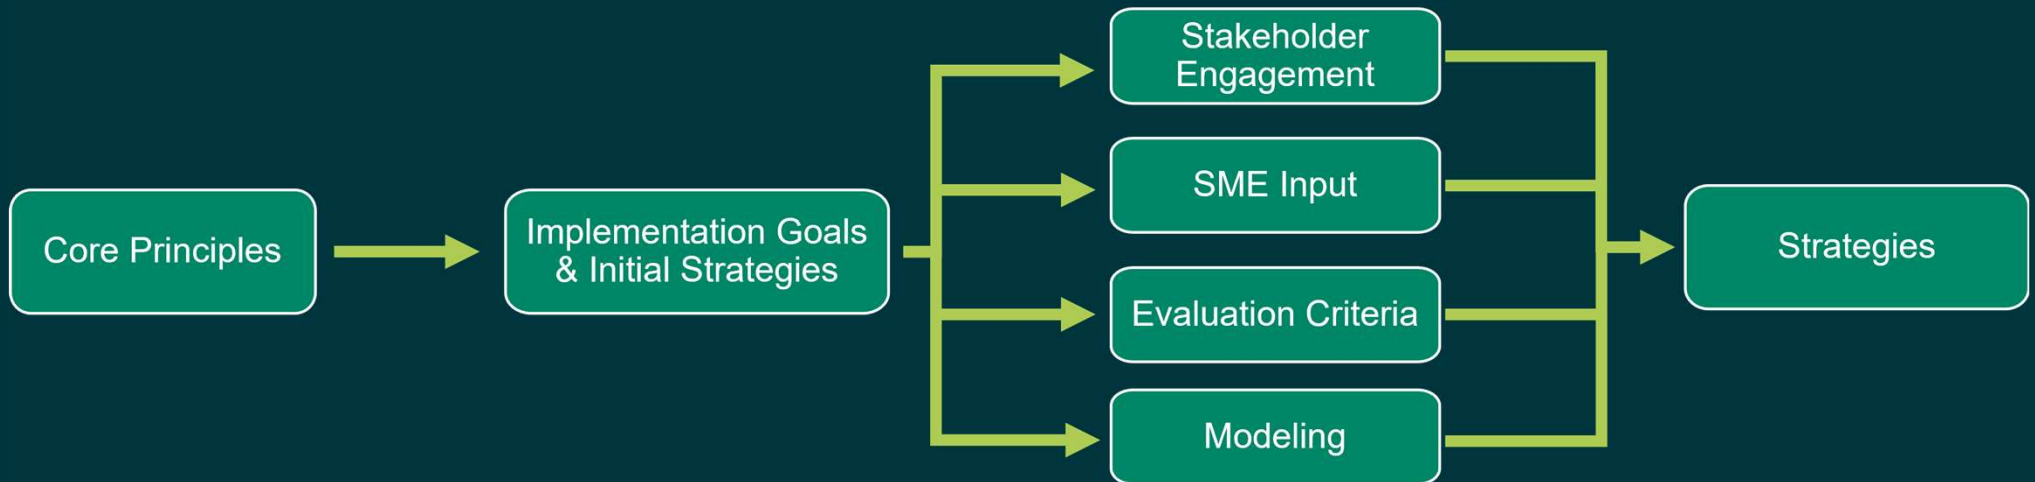 Core Principles
Implementation Goals
& Initial Strategies
Stakeholder
Engagement
SME Input
Evaluation Criteria
Modeling
Strategies